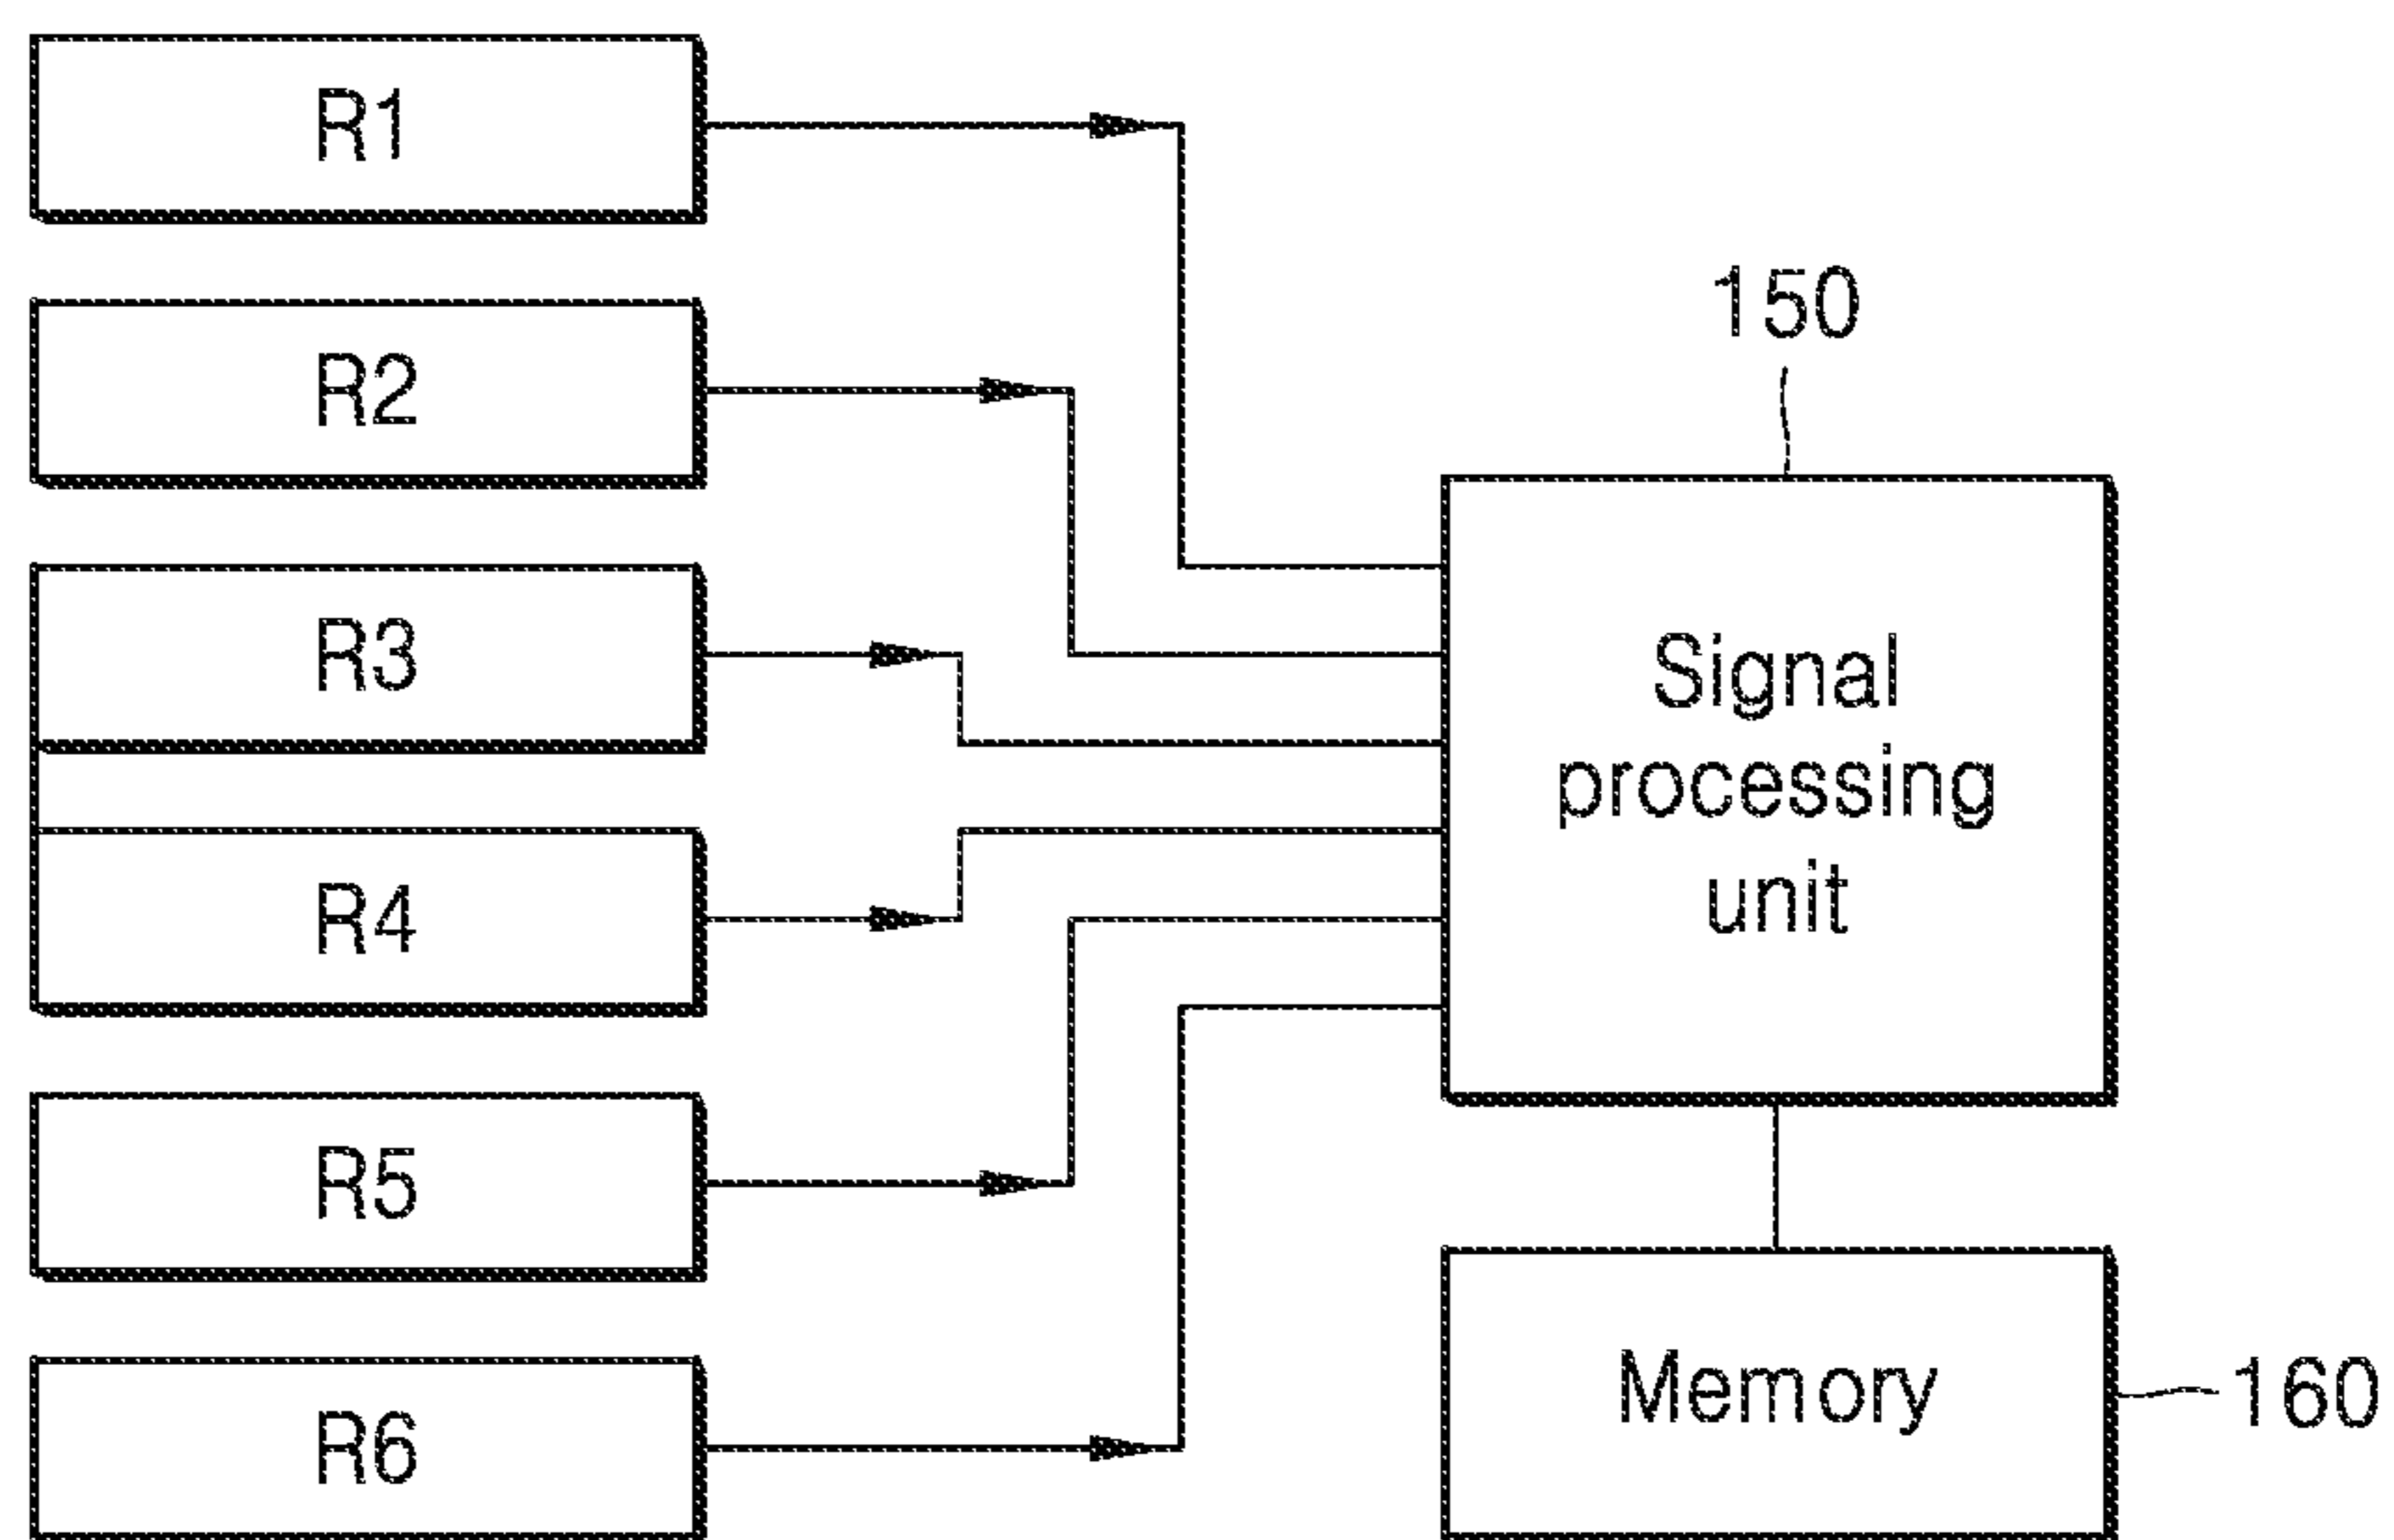 R1
R2
150
R3
Signal
processing
unit
R4
R5
R6
Memory
160